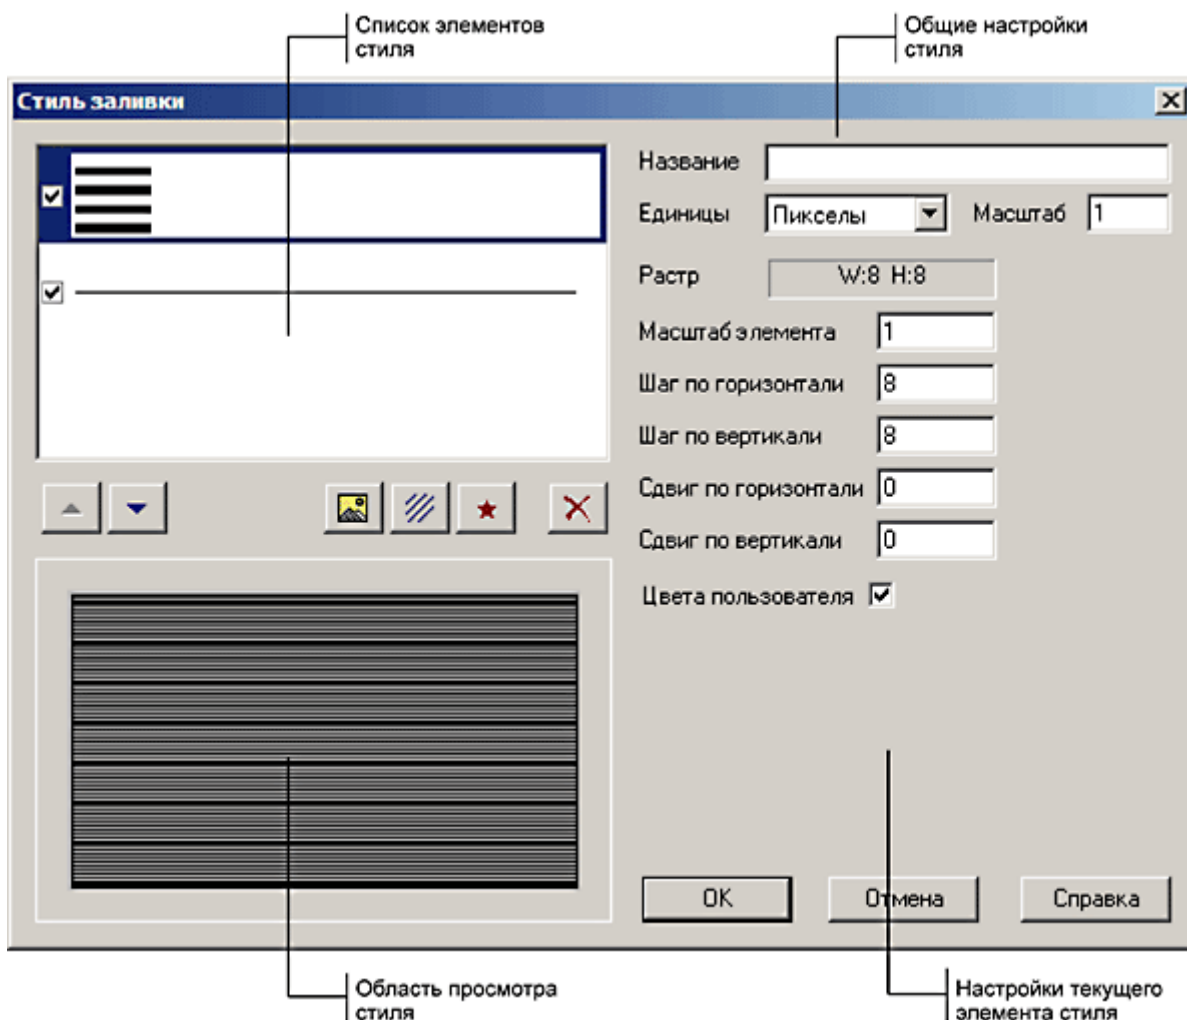 Список элементов
стиля
Общие настройки
стиля
Стиль заливки
Название
Единицы Пикселы Масштаб 1
Растр W:8 H:8
Масштаб элемента 1
Шаг по горизонтали 8
Шаг по вертикали 8
Сдвиг по горизонтали 0
Сдвиг по вертикали 0
Цвета пользователя
OK Отмена Справка
Область просмотра
стиля
Настройки текущего
элемента стиля